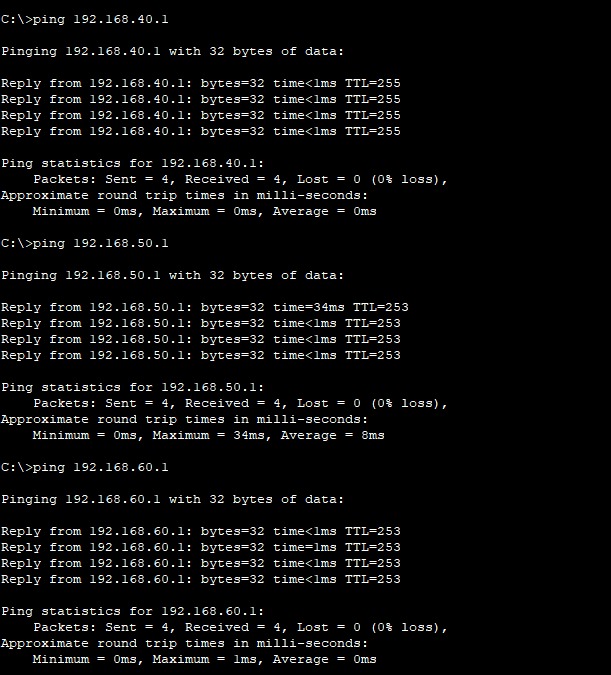 C:\>ping 192.168.40.1
Pinging 192.168.40.1 with 32 bytes of data:
Reply from 192.168.40.1: bytes=32 time<1ms TTL=255
Reply from 192.168.40.1: bytes=32 time<1ms TTL=255
Reply from 192.168.40.1: bytes=32 time<1ms TTL=255
Reply from 192.168.40.1: bytes=32 time<1ms TTL=255
Ping statistics for 192.168.40.1:
    Packets: Sent = 4, Received = 4, Lost = 0 (0% loss),
Approximate round trip times in milli-seconds:
    Minimum = 0ms, Maximum = 0ms, Average = 0ms
C:\>ping 192.168.50.1
Pinging 192.168.50.1 with 32 bytes of data:
Reply from 192.168.50.1: bytes=32 time=34ms TTL=253
Reply from 192.168.50.1: bytes=32 time<1ms TTL=253
Reply from 192.168.50.1: bytes=32 time<1ms TTL=253
Reply from 192.168.50.1: bytes=32 time<1ms TTL=253
Ping statistics for 192.168.50.1:
    Packets: Sent = 4, Received = 4, Lost = 0 (0% loss),
Approximate round trip times in milli-seconds:
    Minimum = 0ms, Maximum = 34ms, Average = 8ms
C:\>ping 192.168.60.1
Pinging 192.168.60.1 with 32 bytes of data:
Reply from 192.168.60.1: bytes=32 time<1ms TTL=253
Reply from 192.168.60.1: bytes=32 time=1ms TTL=253
Reply from 192.168.60.1: bytes=32 time<1ms TTL=253
Reply from 192.168.60.1: bytes=32 time<1ms TTL=253
Ping statistics for 192.168.60.1:
    Packets: Sent = 4, Received = 4, Lost = 0 (0% loss),
Approximate round trip times in milli-seconds:
    Minimum = 0ms, Maximum = 1ms, Average = 0ms